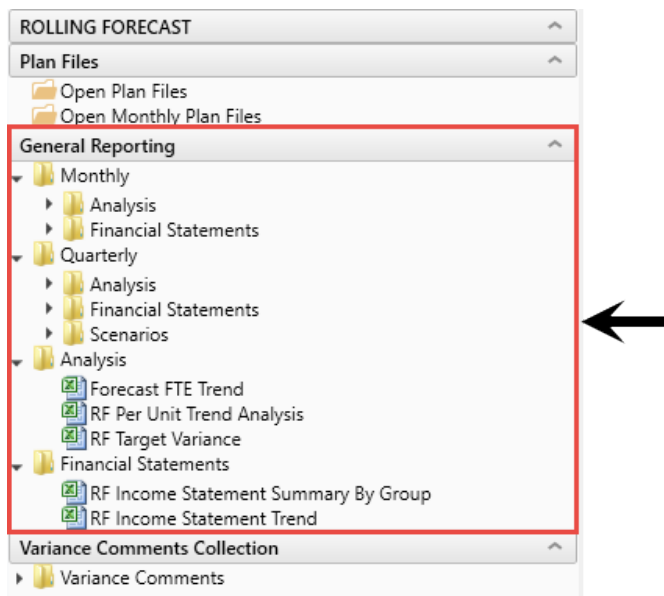 ROLLING FORECAST
Plan Files
Open Plan Files
Open Monthly Plan Files
General Reporting
Monthly
Analysis
Financial Statements
Quarterly
Analysis
Financial Statements
Scenarios
Analysis
Forecast FTE Trend
RF Per Unit Trend Analysis
RF Target Variance
Financial Statements
RF Income Statement Summary By Group
RF Income Statement Trend
Variance Comments Collection
Variance Comments